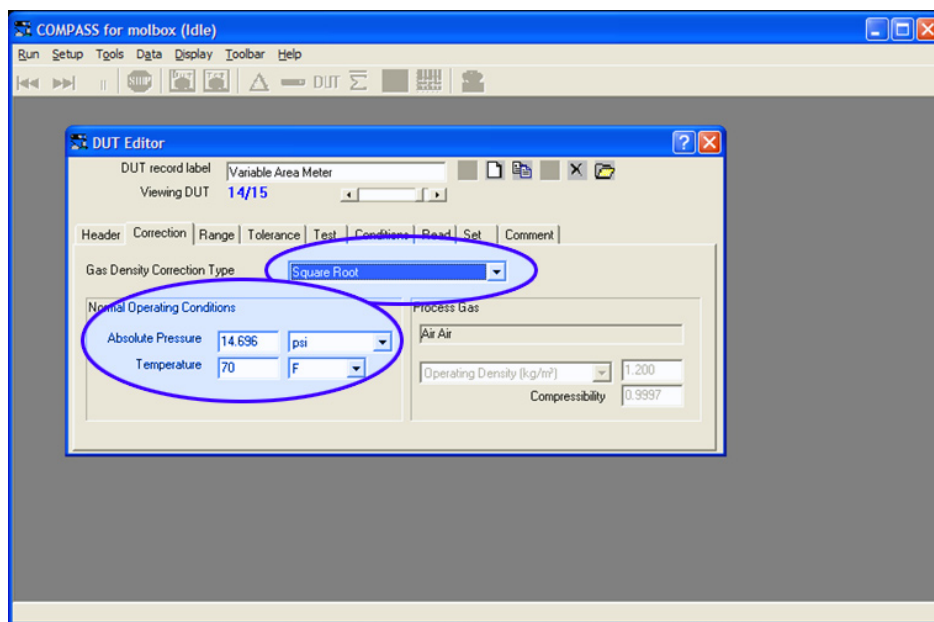 COMPASS for molbox (Idle)
Run Setup Tools Data Display Toolbar Help
STOP DUT
DUT Editor
DUT record label Variable Area Meter
Viewing DUT 14/15
Header Correction Range Tolerance Test Conditions Read Set Comment
Gas Density Correction Type Square Root
Normal Operating Conditions
Absolute Pressure 14.696 psi
Temperature 70 F
Process Gas
Air Air
Operating Density (kg/m³) 1.200
Compressibility 0.9997